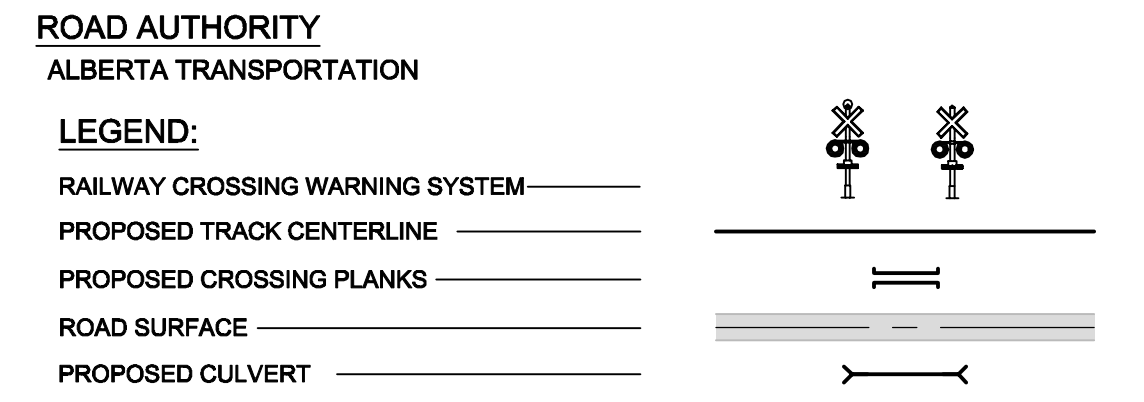 ROAD AUTHORITY
ALBERTA TRANSPORTATION
LEGEND:
RAILWAY CROSSING WARNING SYSTEM
PROPOSED TRACK CENTERLINE
PROPOSED CROSSING PLANKS
ROAD SURFACE
PROPOSED CULVERT